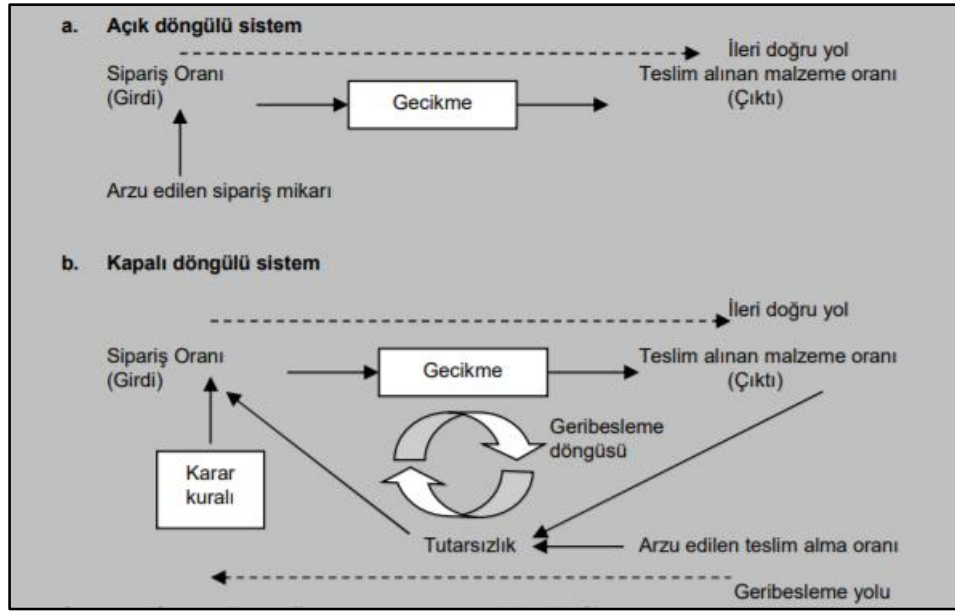 a. Açık döngülü sistem
İleri doğru yol
Sipariş Oranı
(Girdi)
Gecikme
Teslim alınan malzeme oranı
(Çıktı)
Arzu edilen sipariş mikarı
b. Kapalı döngülü sistem
İleri doğru yol
Sipariş Oranı
(Girdi)
Gecikme
Teslim alınan malzeme oranı
(Çıktı)
Geribesleme
döngüsü
Karar
kuralı
Tutarsızlık
Arzu edilen teslim alma oranı
Geribesleme yolu